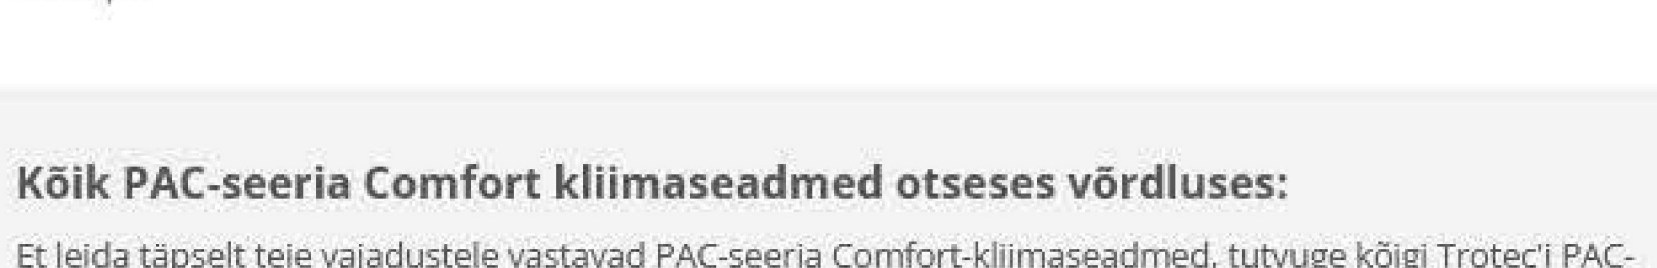 Kõik PAC-seeria Comfort kliimaseadmed otseses võrdluses:
Et leida täpselt teie vajadustele vastavad PAC-seeria Comfort-kliimaseadmed, tutvuge kõigi Trotec'i PAC-